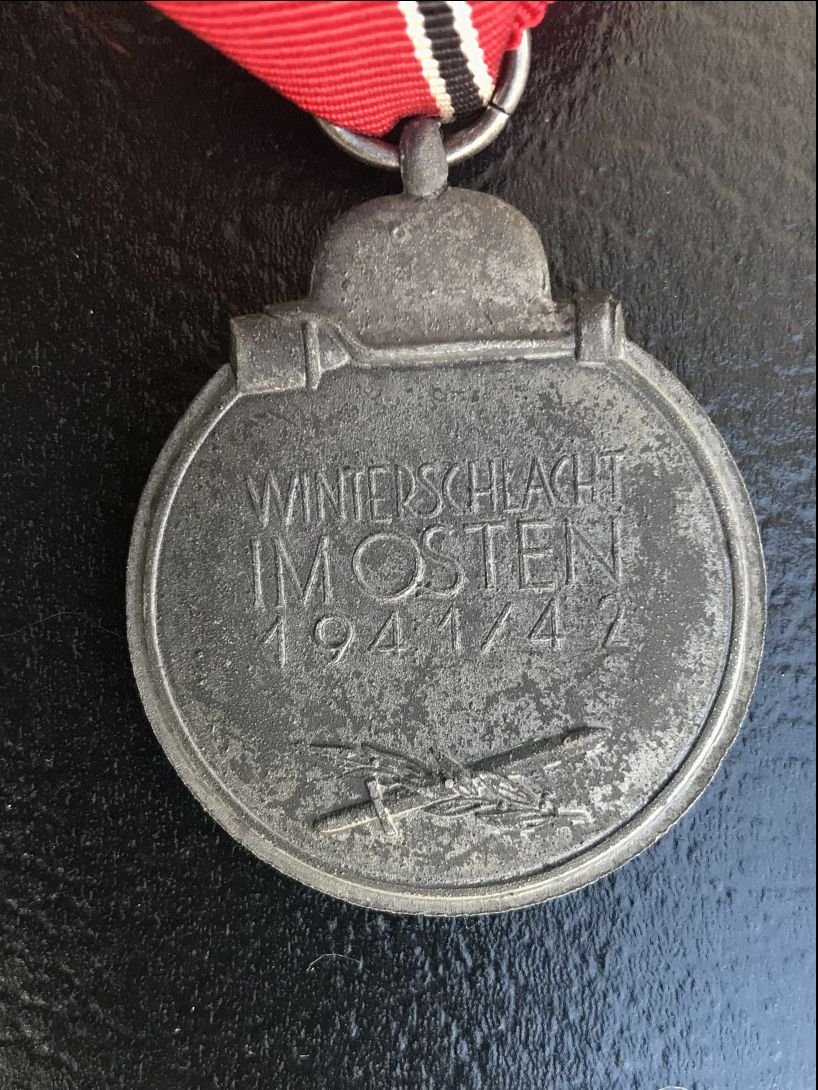 WINTERSCHLACHT
IM OSTEN
1941/42